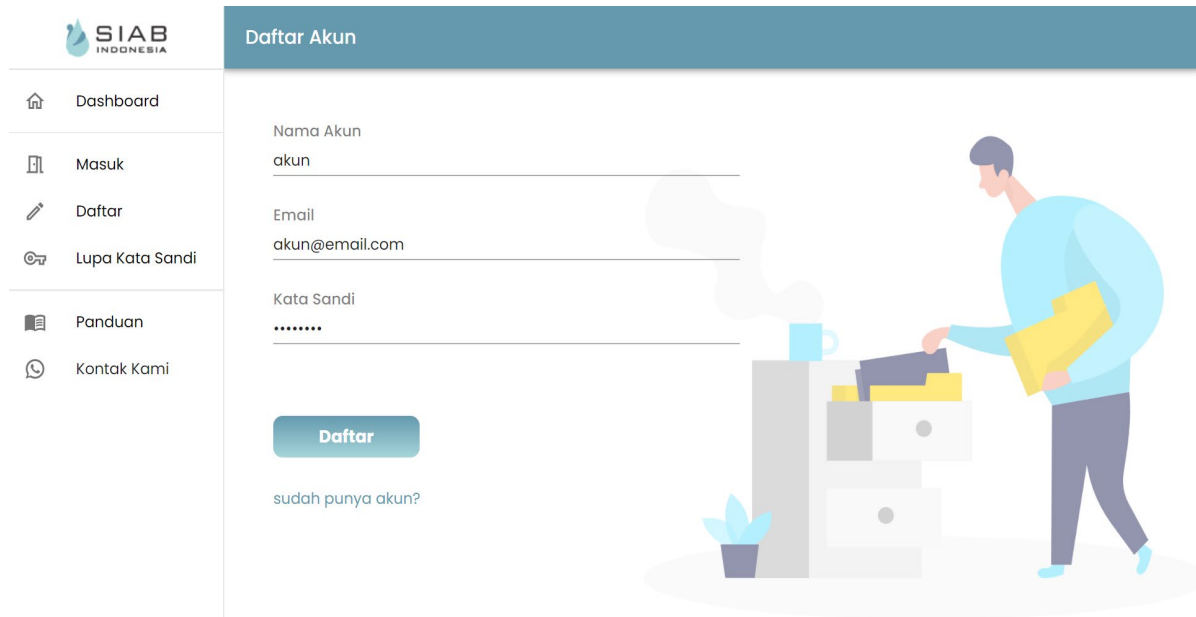 SIAB
INDONESIA
Daftar Akun
Dashboard
Masuk
Daftar
Lupa Kata Sandi
Panduan
Kontak Kami
Nama Akun
akun
Email
akun@email.com
Kata Sandi
••••••••
Daftar
sudah punya akun?